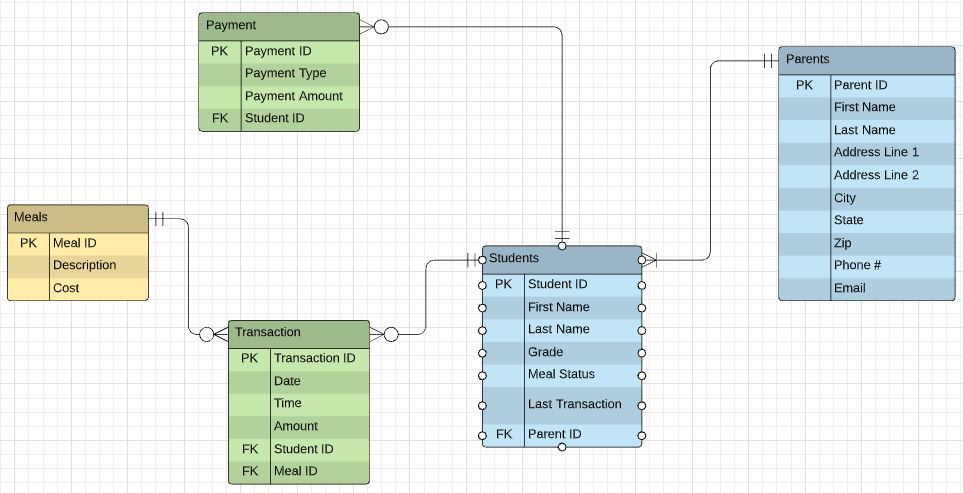 Payment
PK Payment ID
Payment Type
Payment Amount
FK Student ID
Parents
PK Parent ID
First Name
Last Name
Address Line 1
Address Line 2
City
State
Zip
Phone #
Email
Meals
PK Meal ID
Description
Cost
Students
PK Student ID
First Name
Last Name
Grade
Meal Status
Last Transaction
FK Parent ID
Transaction
PK Transaction ID
Date
Time
Amount
FK Student ID
FK Meal ID